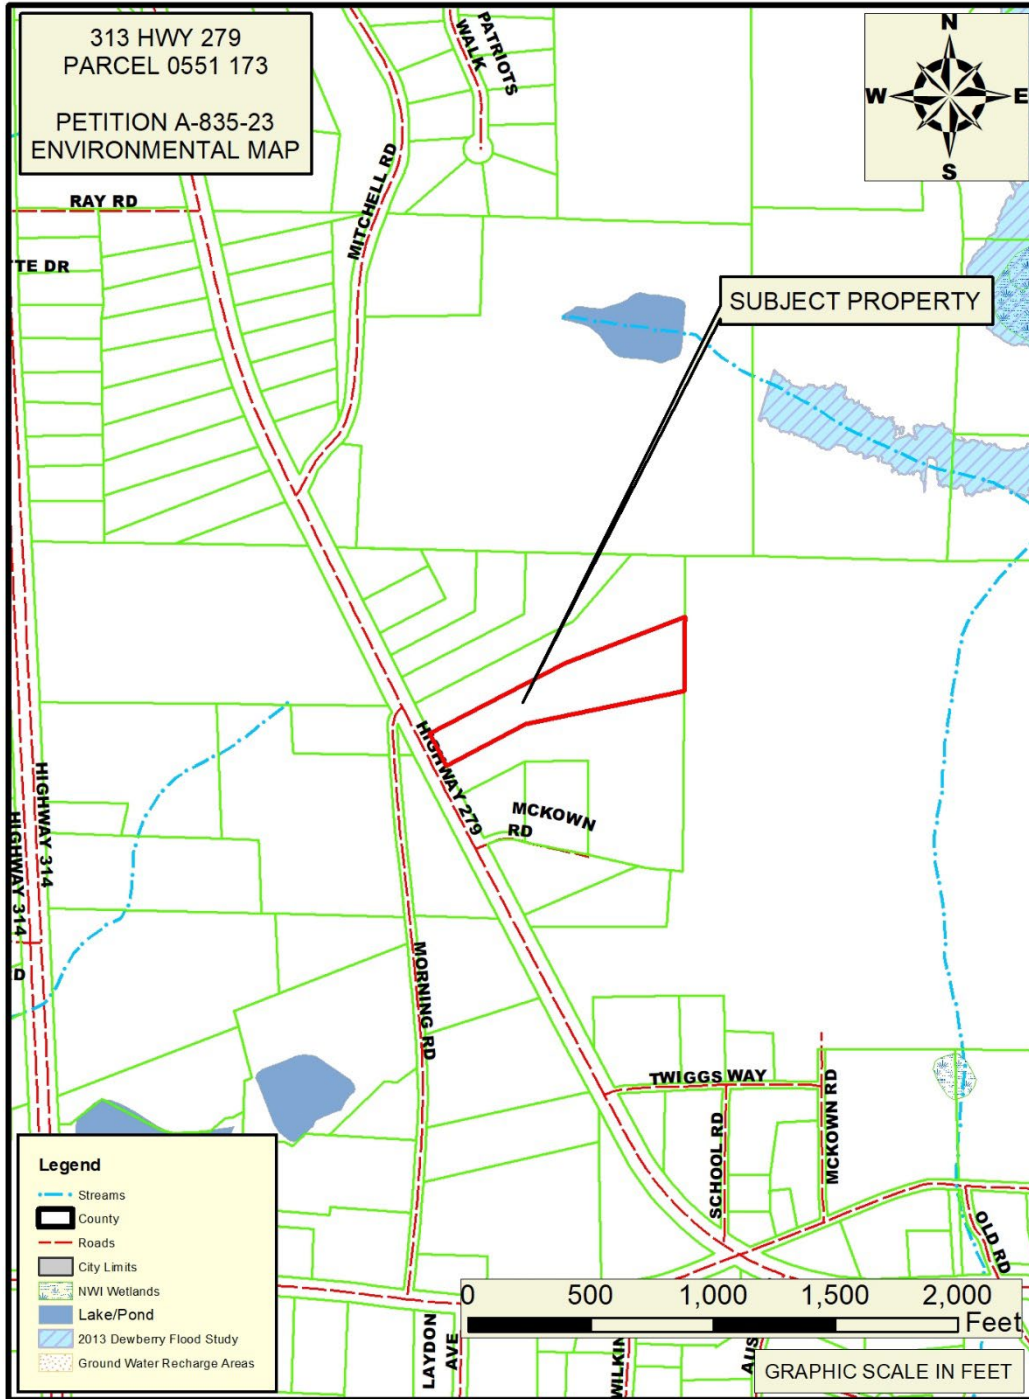 313 HWY 279
PARCEL 0551 173
PETITION A-835-23
ENVIRONMENTAL MAP
N
W
E
S
PATRIOTS
WALK
MITCHELL RD
RAY RD
TTE DR
SUBJECT PROPERTY
HIGHWAY 279
MCKOWN
RD
HIGHWAY 314
HIGHWAY 314
D
MORNING RD
TWIGGS WAY
SCHOOL RD
MCKOWN RD
OLD RD
Legend
Streams
County
Roads
City Limits
NWI Wetlands
Lake/Pond
2013 Dewberry Flood Study
Ground Water Recharge Areas
0 500 1,000 1,500 2,000
Feet
LAYDON
AVE
WILKIN
AUS
GRAPHIC SCALE IN FEET